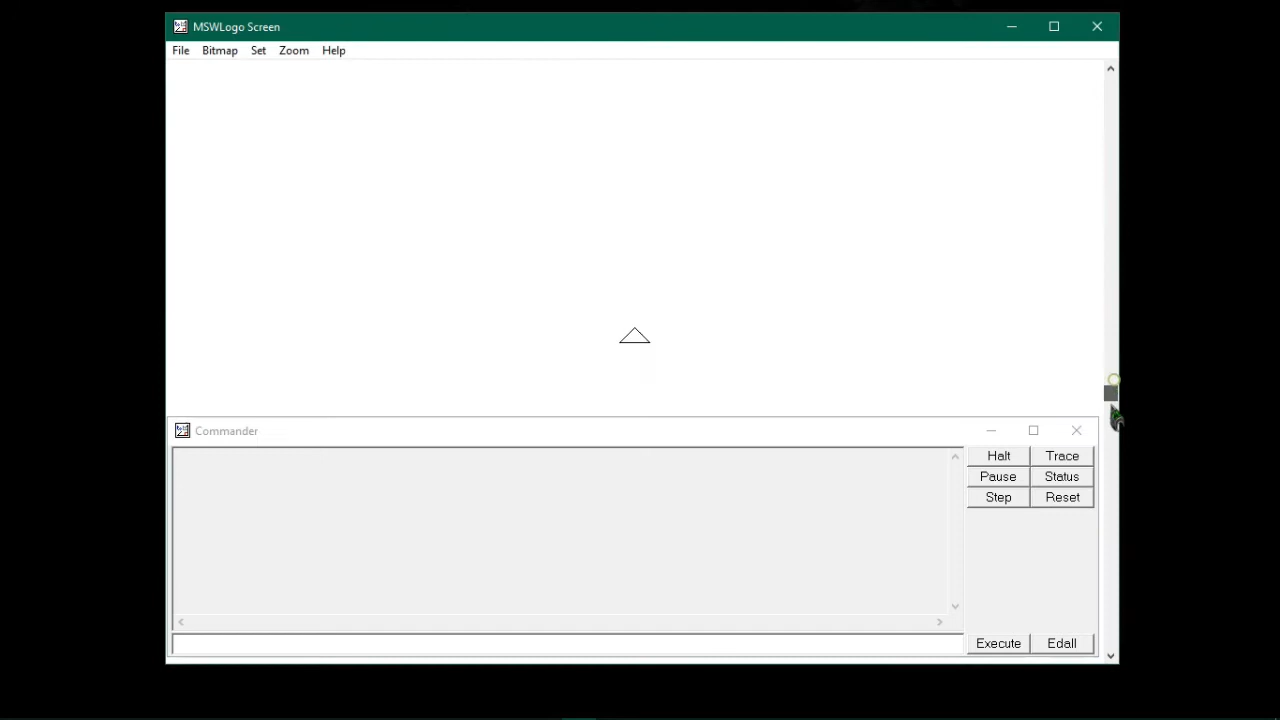 MSWLogo Screen
File Bitmap Set Zoom Help
Commander
Halt Trace
Pause Status
Step Reset
Execute Edall